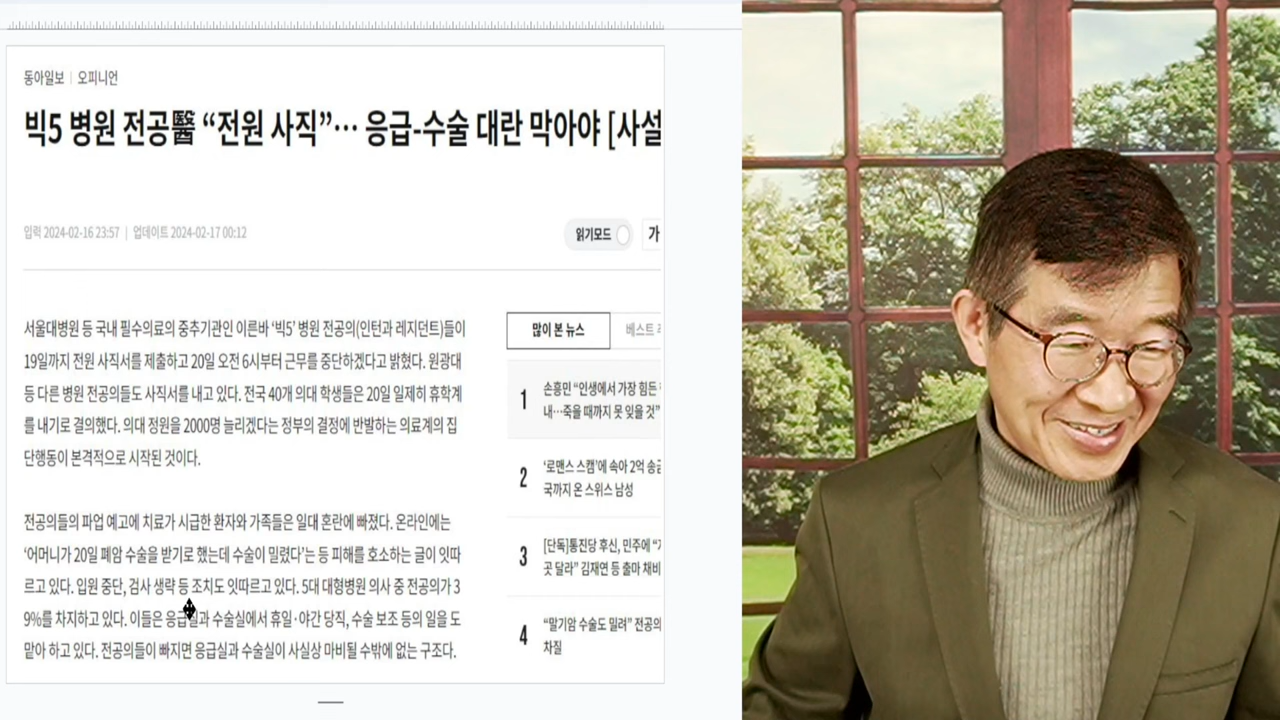 동아일보 | 오피니언
빅5 병원 전공醫 “전원 사직”… 응급-수술 대란 막아야 [사설
입력 2024-02-16 23:57 | 업데이트 2024-02-17 00:12
읽기모드
가
서울대병원 등 국내 필수의료의 중추기관인 이른바 ‘빅5’ 병원 전공의(인턴과 레지던트)들이
19일까지 전원 사직서를 제출하고 20일 오전 6시부터 근무를 중단하겠다고 밝혔다. 원광대
등 다른 병원 전공의들도 사직서를 내고 있다. 전국 40개 의대 학생들은 20일 일제히 휴학계
를 내기로 결의했다. 의대 정원을 2000명 늘리겠다는 정부의 결정에 반발하는 의료계의 집
단행동이 본격적으로 시작된 것이다.
전공의들의 파업 예고에 치료가 시급한 환자와 가족들은 일대 혼란에 빠졌다. 온라인에는
‘어머니가 20일 폐암 수술을 받기로 했는데 수술이 밀렸다’는 등 피해를 호소하는 글이 잇따
르고 있다. 입원 중단, 검사 생략 등 조치도 잇따르고 있다. 5대 대형병원 의사 중 전공의가 3
9%를 차지하고 있다. 이들은 응급실과 수술실에서 휴일·야간 당직, 수술 보조 등의 일을 도
맡아 하고 있다. 전공의들이 빠지면 응급실과 수술실이 사실상 마비될 수밖에 없는 구조다.
많이 본 뉴스
베스트
1
손흥민 “인생에서 가장 힘든
내…죽을 때까지 못 잊을 것”
2
‘로맨스 스캠’에 속아 2억 송금
국까지 온 스위스 남성
3
[단독]통진당 후신, 민주에
곳 달라” 김재연 등 출마 채비
4
“말기암 수술도 밀려” 전공의
차질